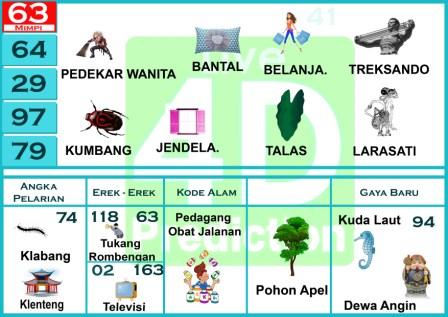 63
MIMPI
41
64
29
97
79
PEDEKAR WANITA
BANTAL
BELANJA.
TREKSANDO
KUMBANG
JENDELA.
TALAS
LARASATI
Live
4D
Prediction
ANGKA PELARIAN
EREK - EREK
KODE ALAM
GAYA BARU
74
Klabang
Klenteng
118 63
Tukang
Rombengan
02 163
Televisi
Pedagang
Obat Jalanan
Pohon Apel
Kuda Laut 94
Dewa Angin